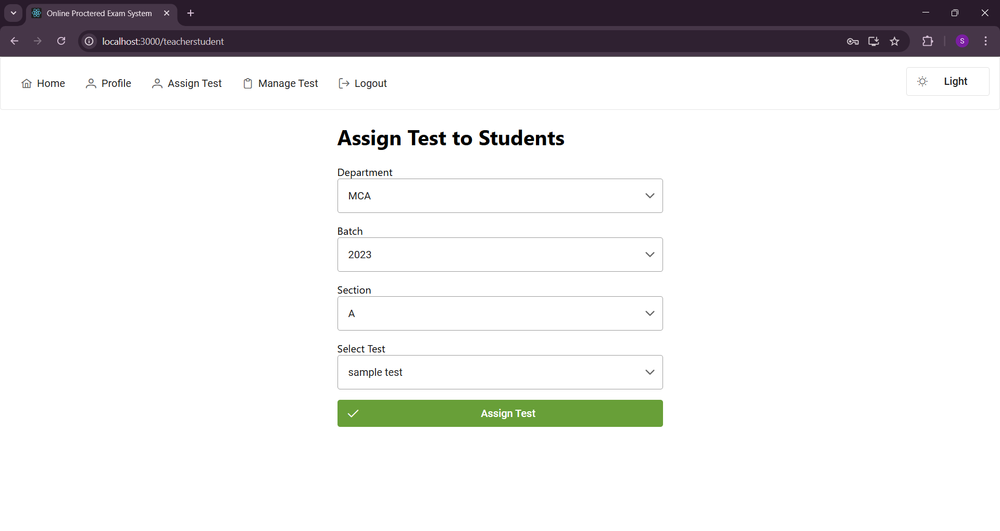 Online Proctered Exam System
localhost:3000/teacherstudent
S
Home Profile Assign Test Manage Test Logout Light
Assign Test to Students
Department
MCA
Batch
2023
Section
A
Select Test
sample test
Assign Test